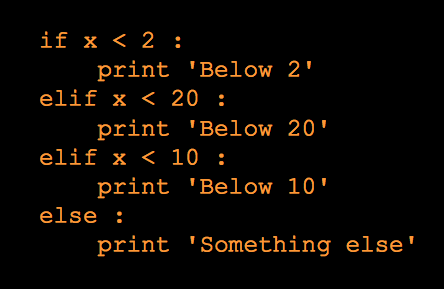 if x < 2 :
    print 'Below 2'
elif x < 20 :
    print 'Below 20'
elif x < 10 :
    print 'Below 10'
else :
    print 'Something else'